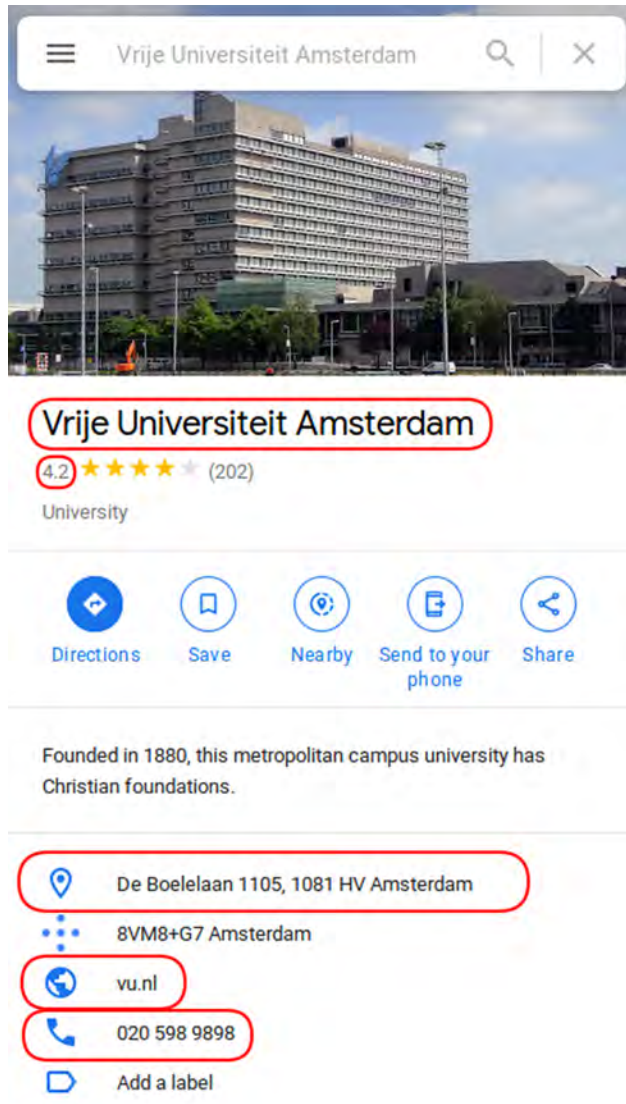 Vrije Universiteit Amsterdam
Vrije Universiteit Amsterdam
4.2 (202)
University
Directions Save Nearby Send to your phone Share
Founded in 1880, this metropolitan campus university has
Christian foundations.
De Boelelaan 1105, 1081 HV Amsterdam
8VM8+G7 Amsterdam
vu.nl
020 598 9898
Add a label